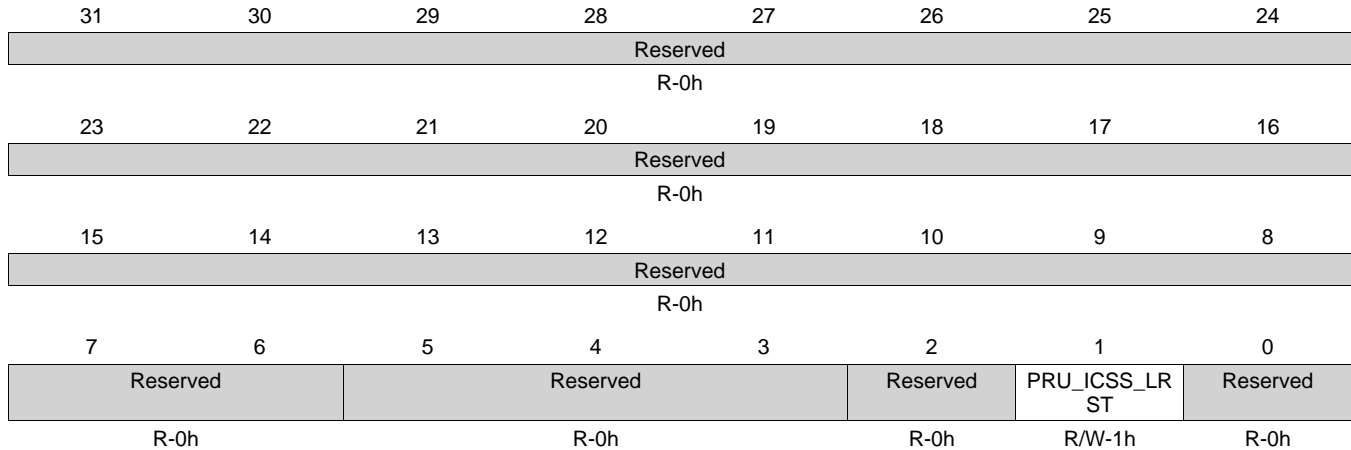 31 30 29 28 27 26 25 24
Reserved
R-0h
23 22 21 20 19 18 17 16
Reserved
R-0h
15 14 13 12 11 10 9 8
Reserved
R-0h
7 6 5 4 3 2 1 0
Reserved Reserved Reserved PRU_ICSS_LR Reserved
ST
R-0h R-0h R-0h R/W-1h R-0h